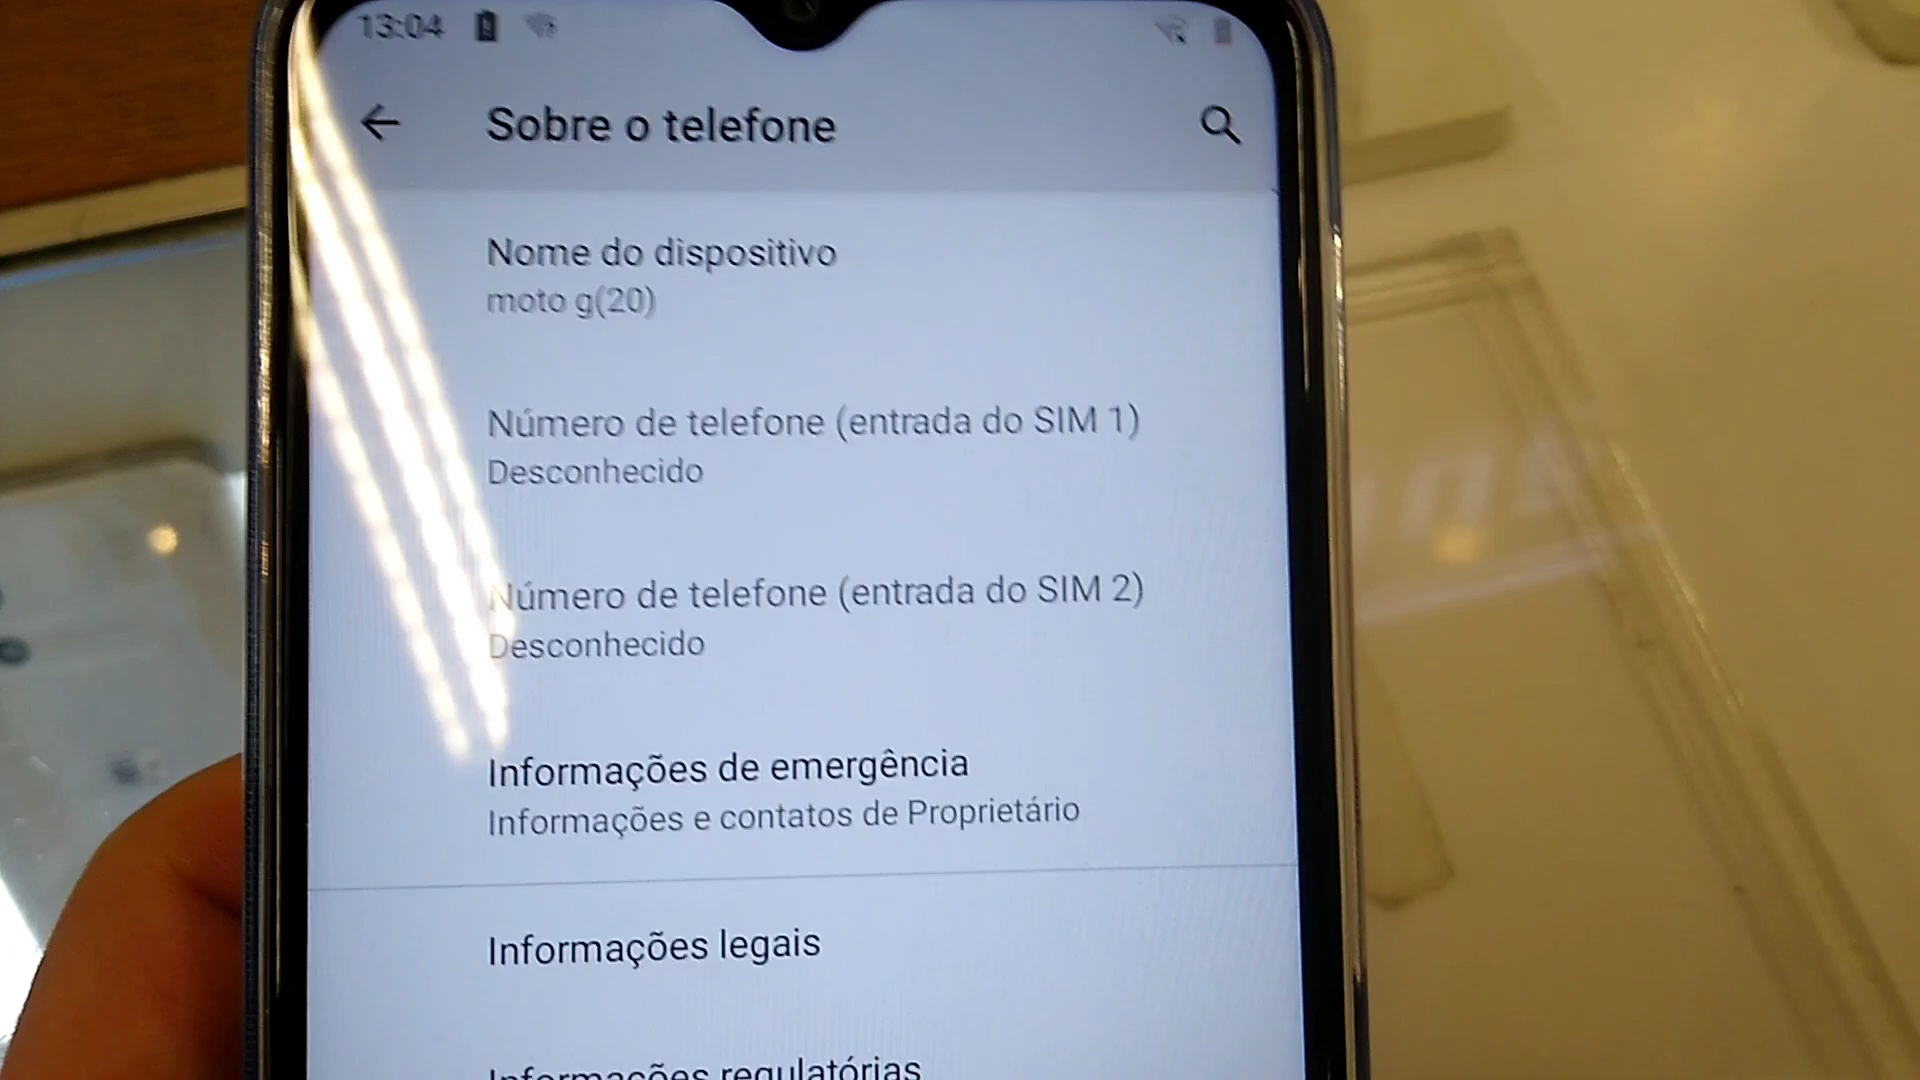 13:04
Sobre o telefone
Nome do dispositivo
moto g(20)
Número de telefone (entrada do SIM 1)
Desconhecido
Número de telefone (entrada do SIM 2)
Desconhecido
Informações de emergência
Informações e contatos de Proprietário
Informações legais
Informações regulatórias